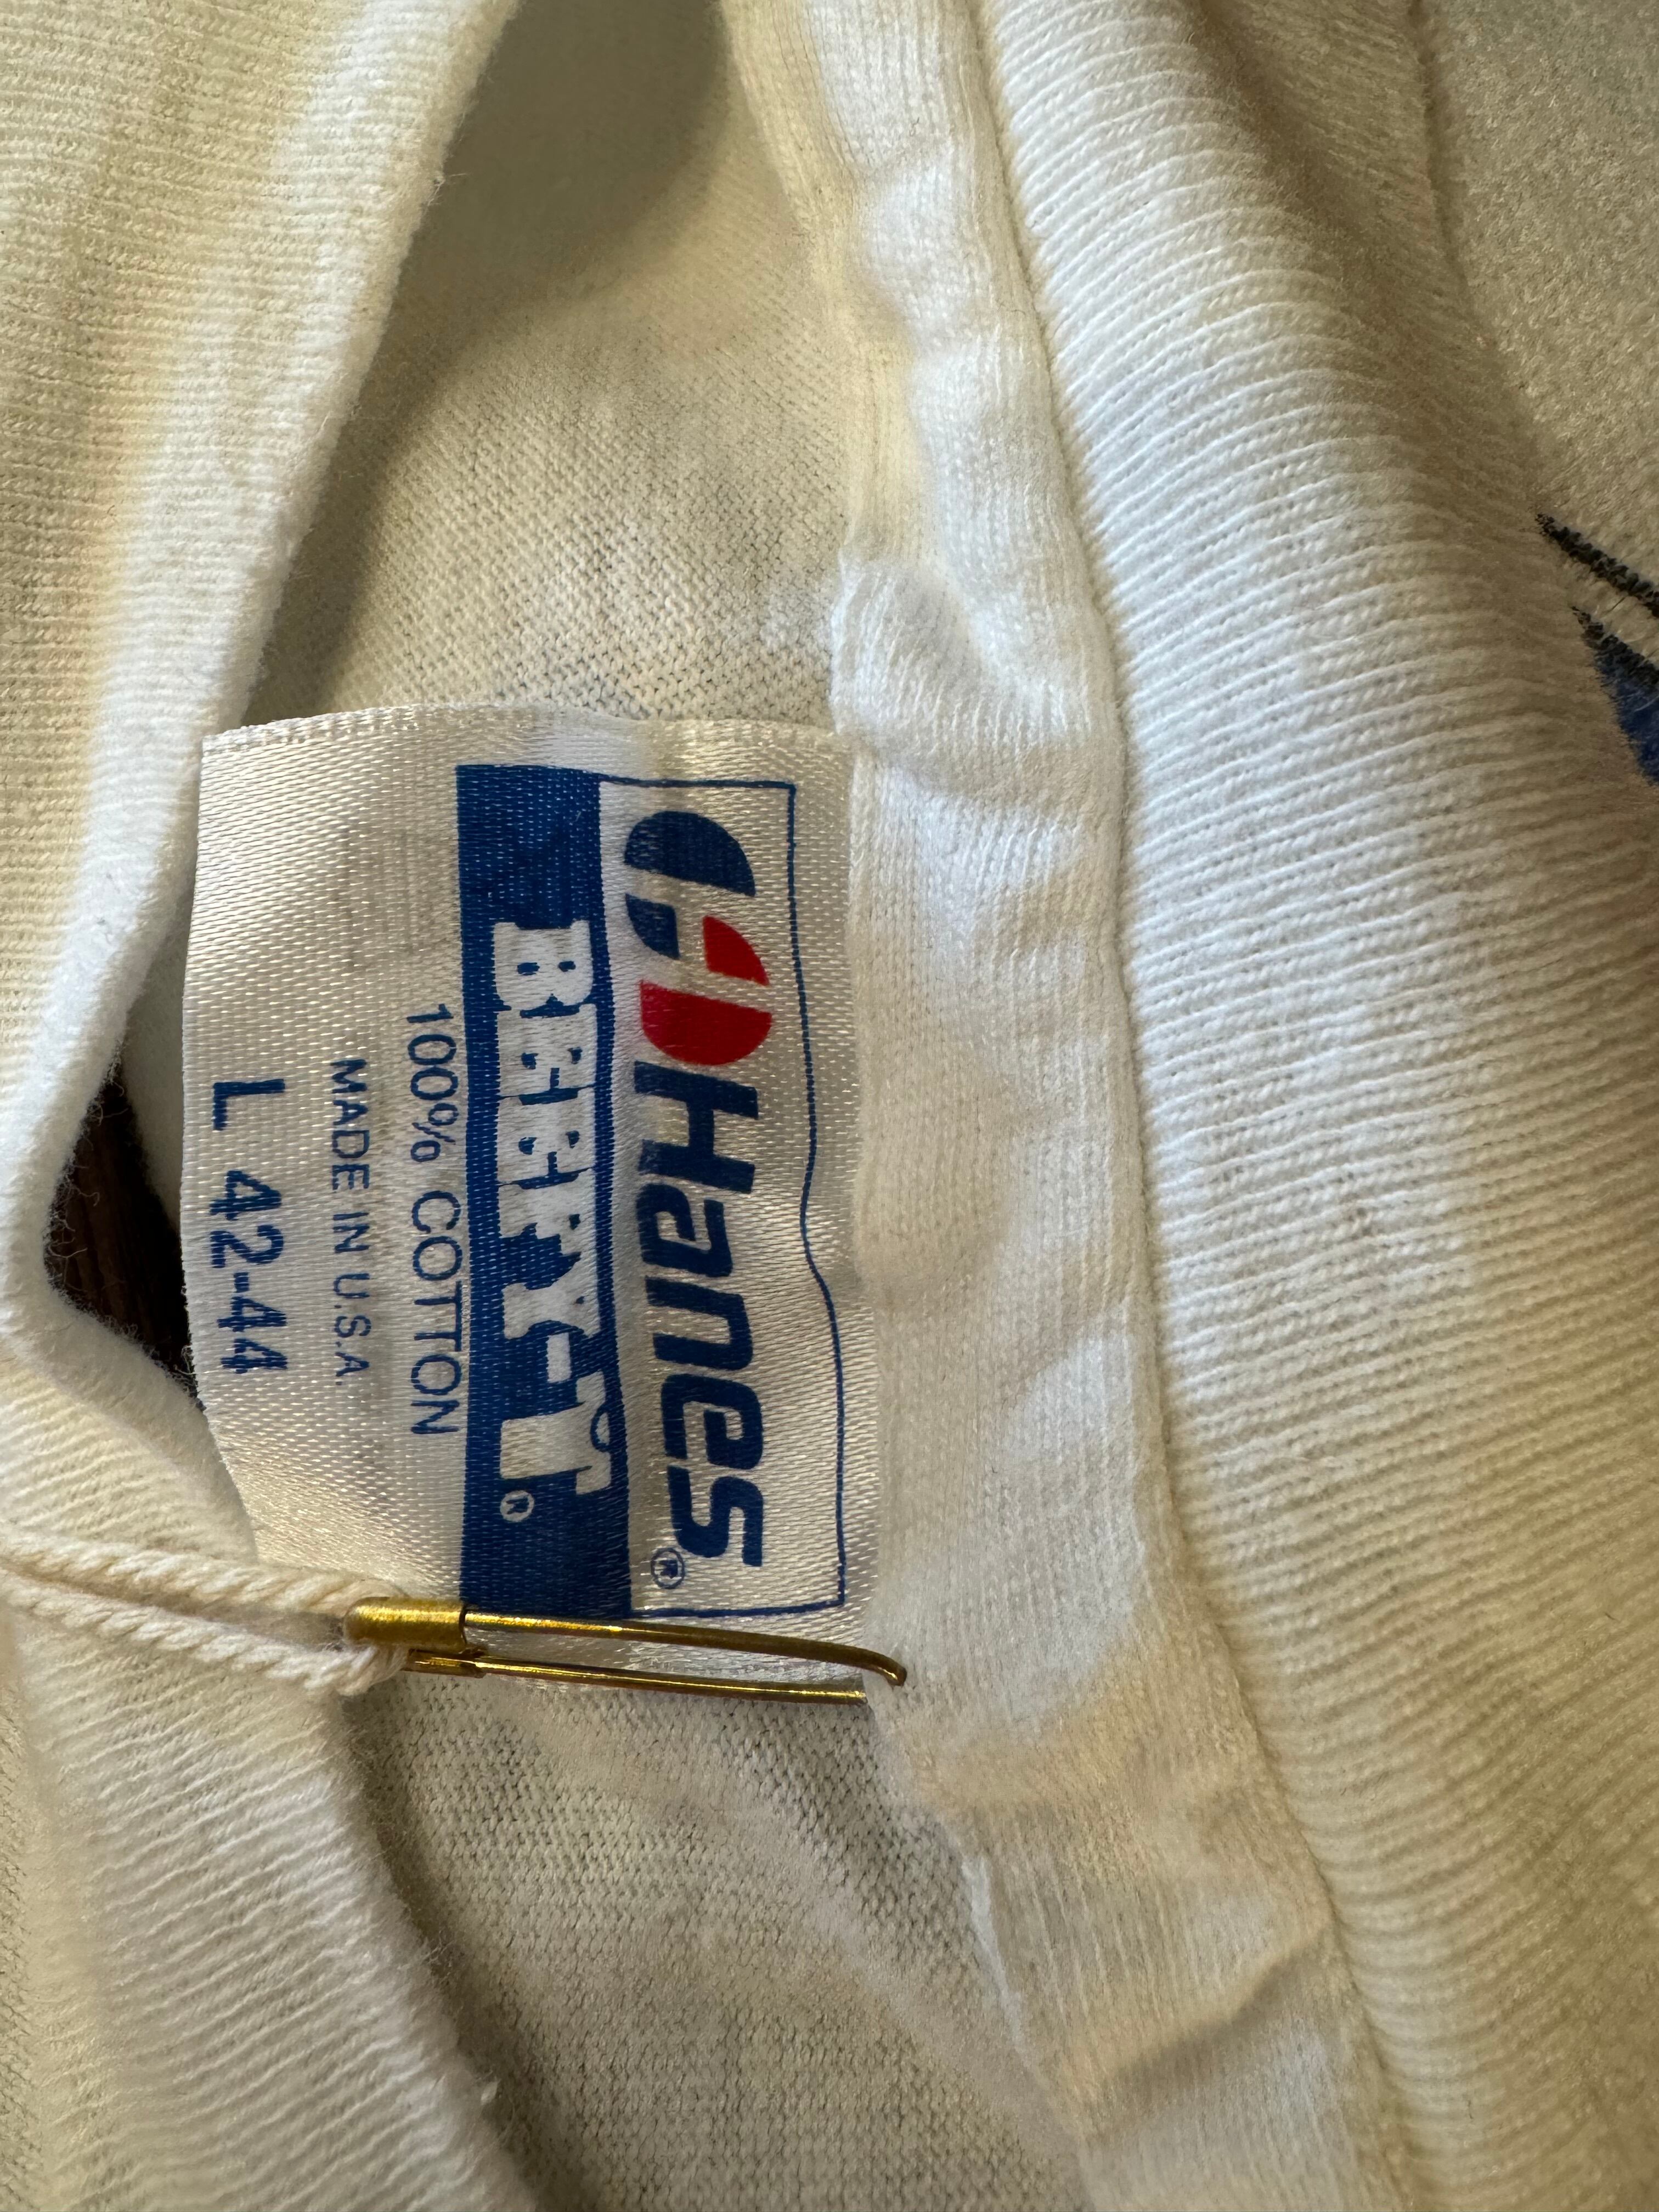 Hanes®
BEEFY-T®
100% COTTON
MADE IN U.S.A.
L 42-44